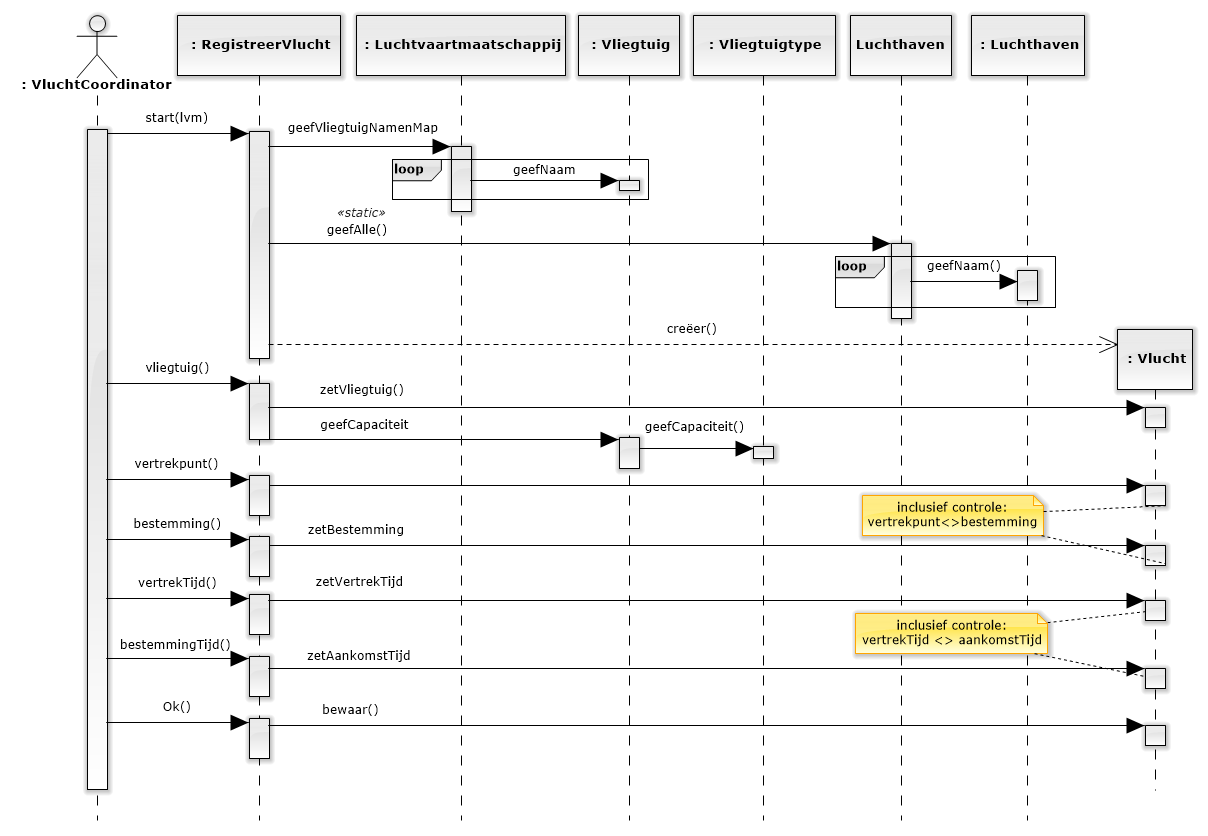 : VluchtCoordinator
: RegistreerVlucht
: Luchtvaartmaatschappij
: Vliegtuig
: Vliegtuigtype
Luchthaven
: Luchthaven
start(lvm)
geefVliegtuigNamenMap
loop
geefNaam
«static»
geefAlle()
loop
geefNaam()
creëer()
: Vlucht
vliegtuig()
zetVliegtuig()
geefCapaciteit
geefCapaciteit()
vertrekpunt()
inclusief controle:
vertrekpunt<>bestemming
bestemming()
zetBestemming
vertrekTijd()
zetVertrekTijd
inclusief controle:
vertrekTijd <> aankomstTijd
bestemmingTijd()
zetAankomstTijd
Ok()
bewaar()